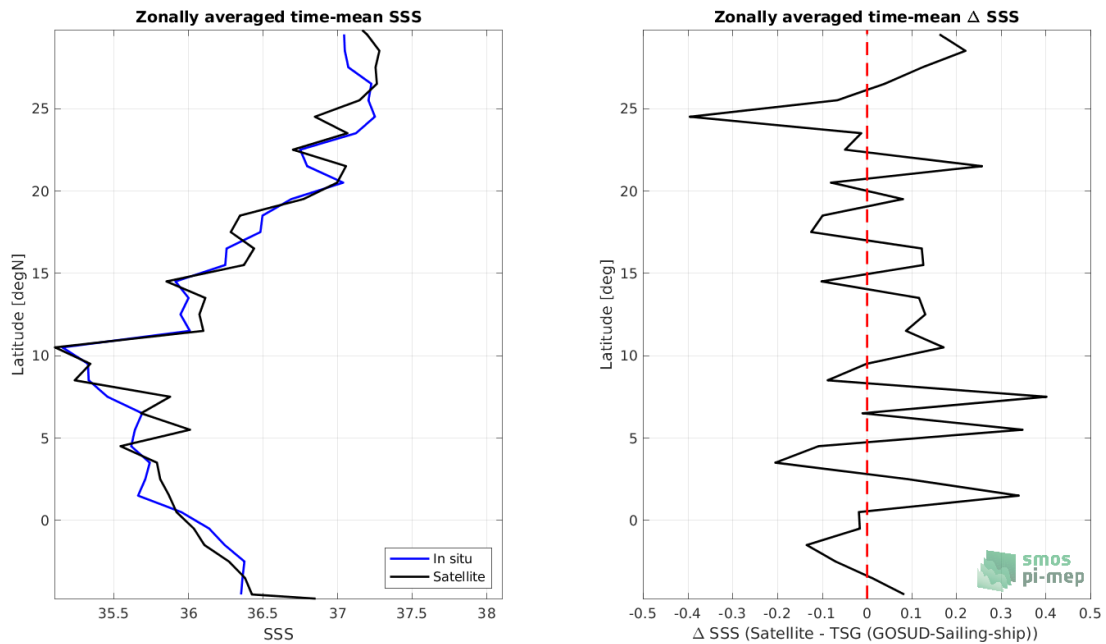 Zonally averaged time-mean SSS
Latitude [degN]
25
20
15
10
5
0
35.5
36
36.5
37
37.5
38
SSS
In situ
Satellite
Zonally averaged time-mean Δ SSS
Latitude [deg]
25
20
15
10
5
0
-0.5
-0.4
-0.3
-0.2
-0.1
0
0.1
0.2
0.3
0.4
0.5
Δ SSS (Satellite - TSG (GOSUD-Sailing-ship))
smos
pi-mep